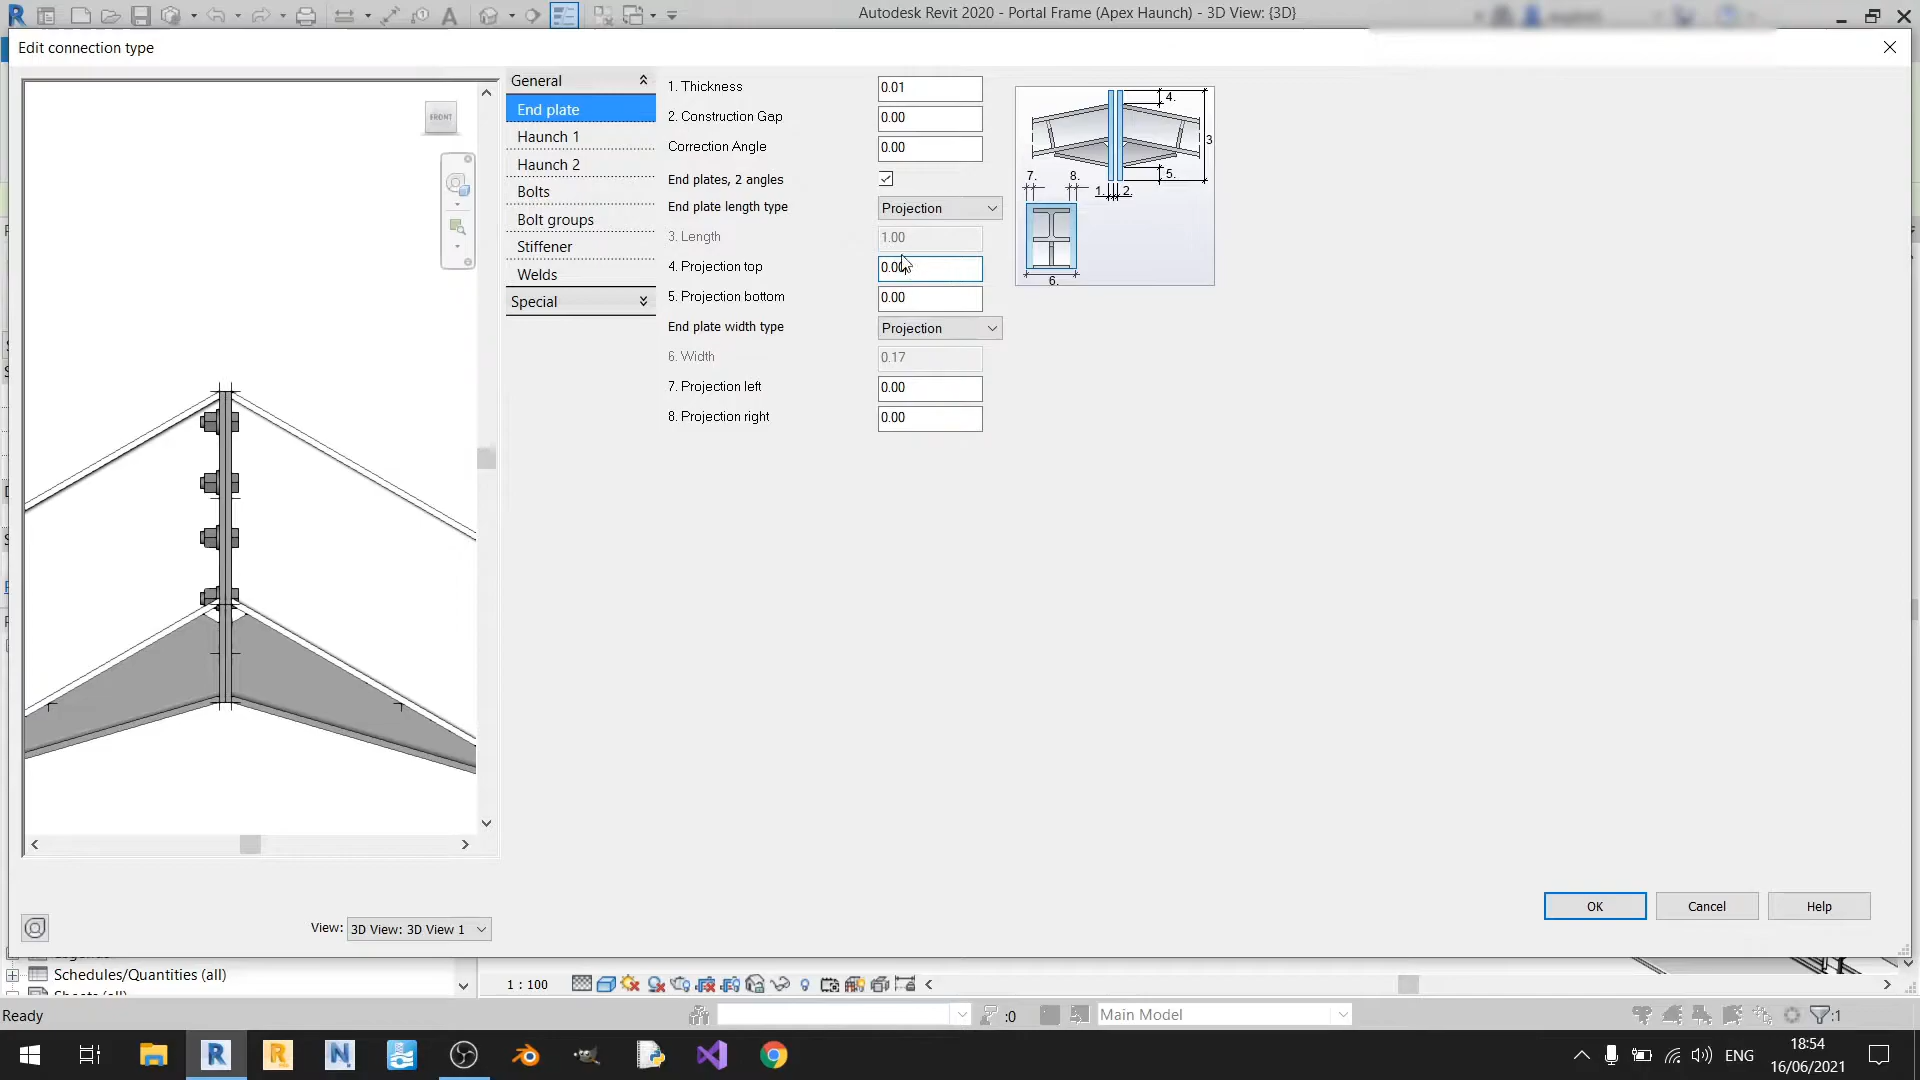 Autodesk Revit 2020 - Portal Frame (Apex Haunch) - 3D View: {3D}
Edit connection type
FRONT
General
End plate
Haunch 1
Haunch 2
Bolts
Bolt groups
Stiffener
Welds
Special
1. Thickness 0.01
2. Construction Gap 0.00
Correction Angle 0.00
End plates, 2 angles
End plate length type Projection
3. Length 1.00
4. Projection top 0.00
5. Projection bottom 0.00
End plate width type Projection
6. Width 0.17
7. Projection left 0.00
8. Projection right 0.00
4.
3
5.
7. 8.
1. 2.
6.
OK Cancel Help
View: 3D View: 3D View 1
Schedules/Quantities (all)
1 : 100
Ready
:0
Main Model
:1
ENG
18:54
16/06/2021